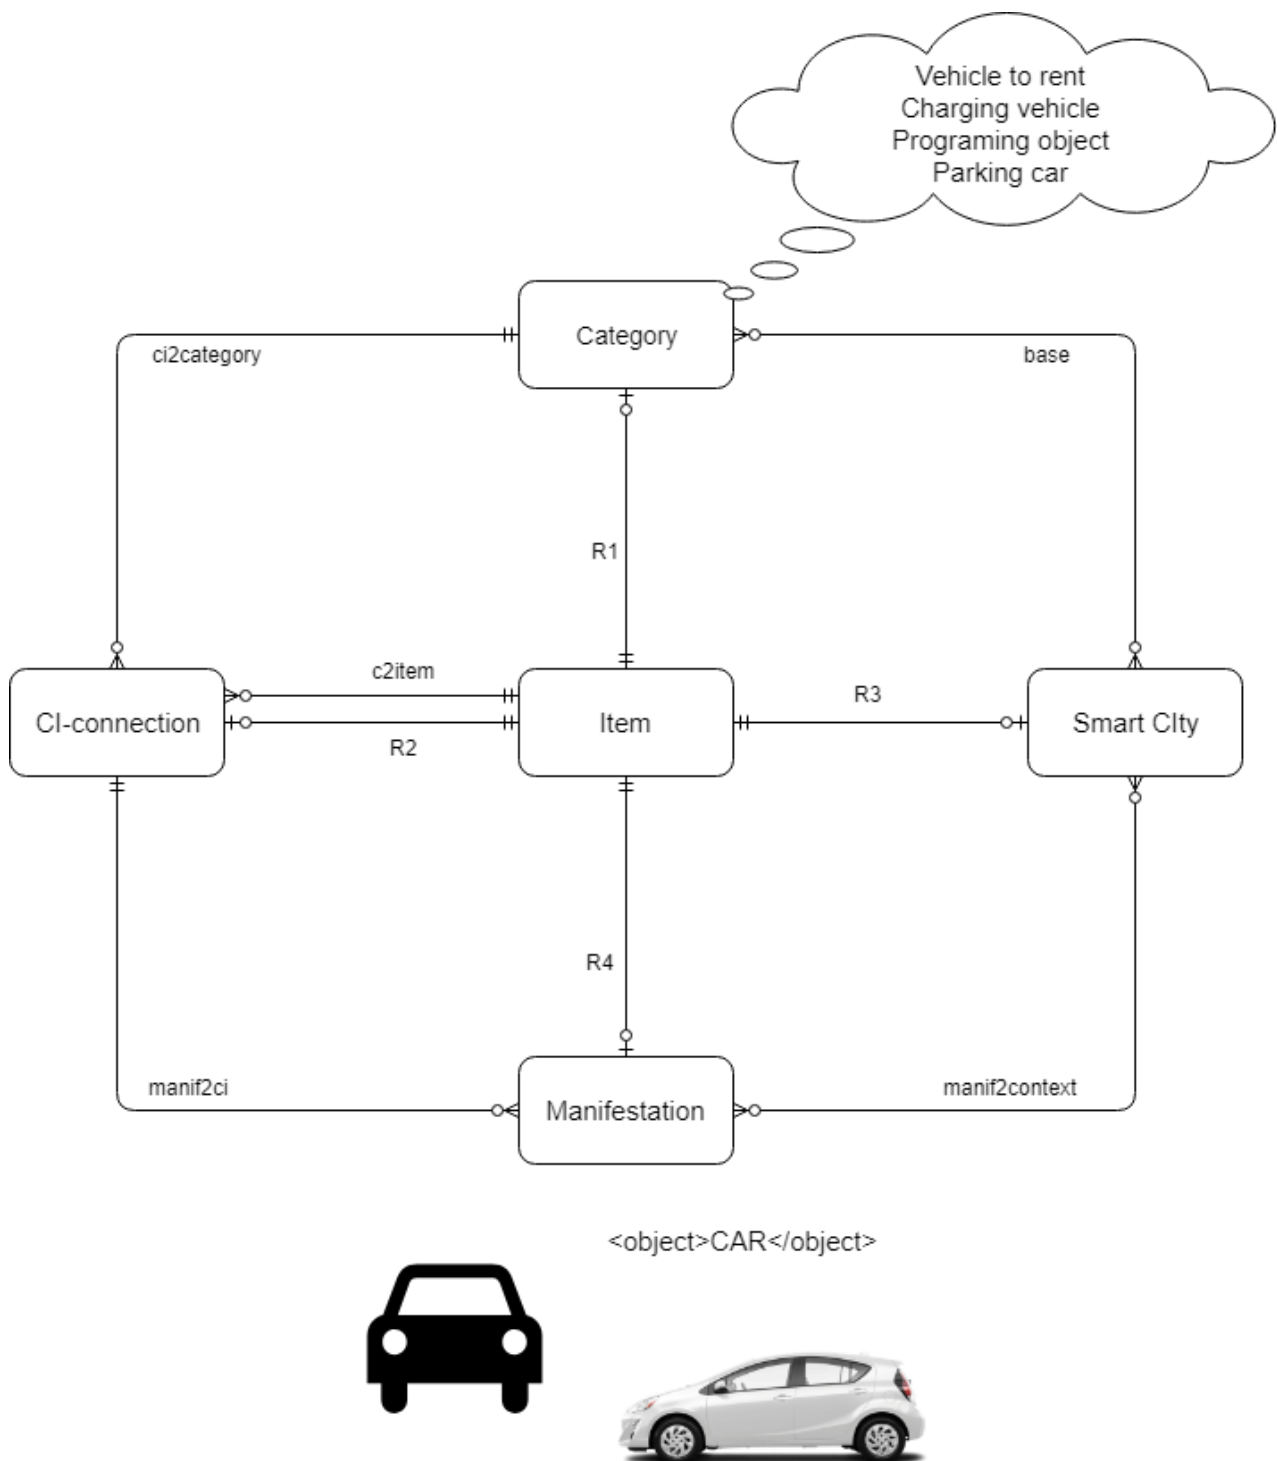 Vehicle to rent
Charging vehicle
Programing object
Parking car
Category
ci2category
base
R1
c2item
R3
CI-connection
Item
Smart CIty
R2
R4
manif2ci
manif2context
Manifestation
<object>CAR</object>